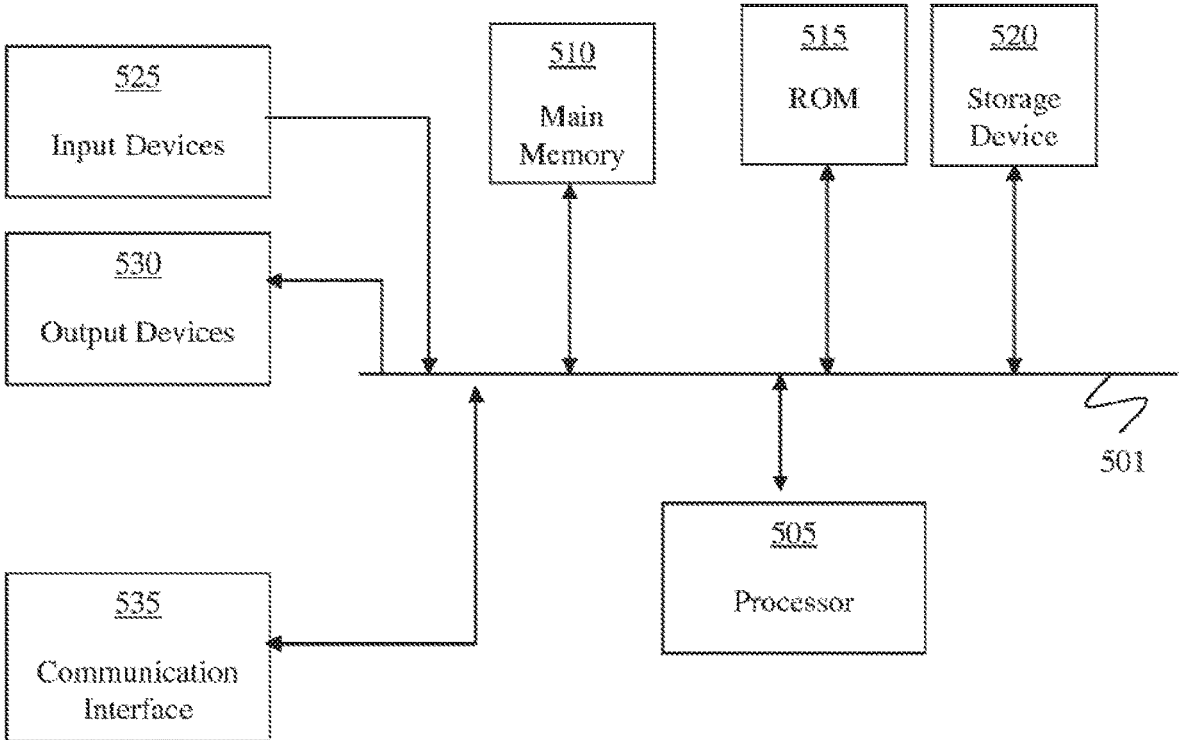 525
Input Devices
510
Main
Memory
515
ROM
520
Storage
Device
530
Output Devices
501
505
Processor
535
Communication
Interface